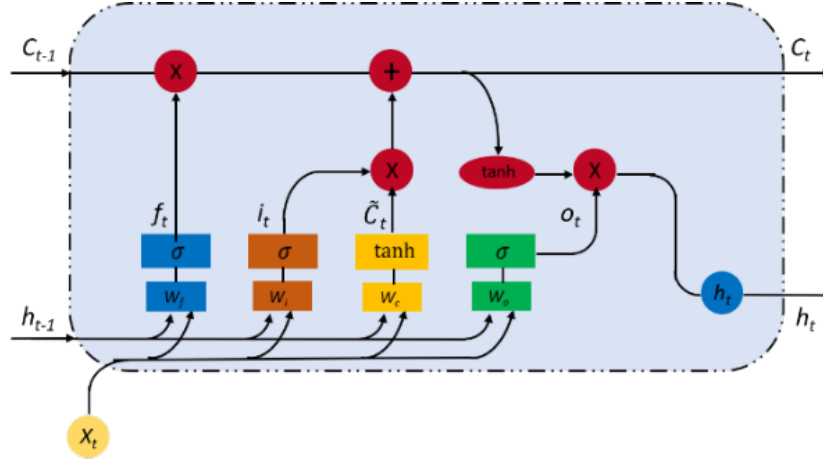 C_{t-1} C_t
X +
tanh X
X
f_t i_t C̃_t o_t
σ σ tanh σ
W_f W_i W_c W_o h_t
h_{t-1} h_t
X_t